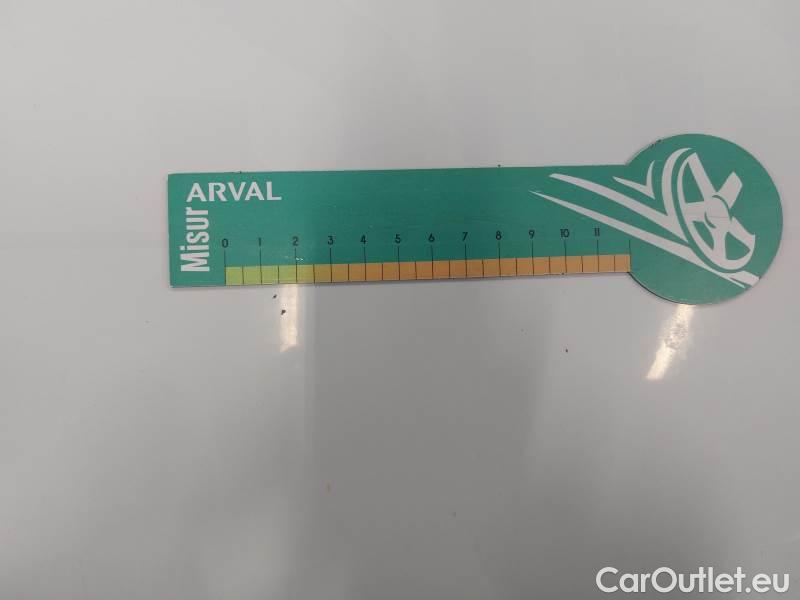 Misur
ARVAL
0 1 2 3 4 5 6 7 8 9 10 11
CarOutlet.eu